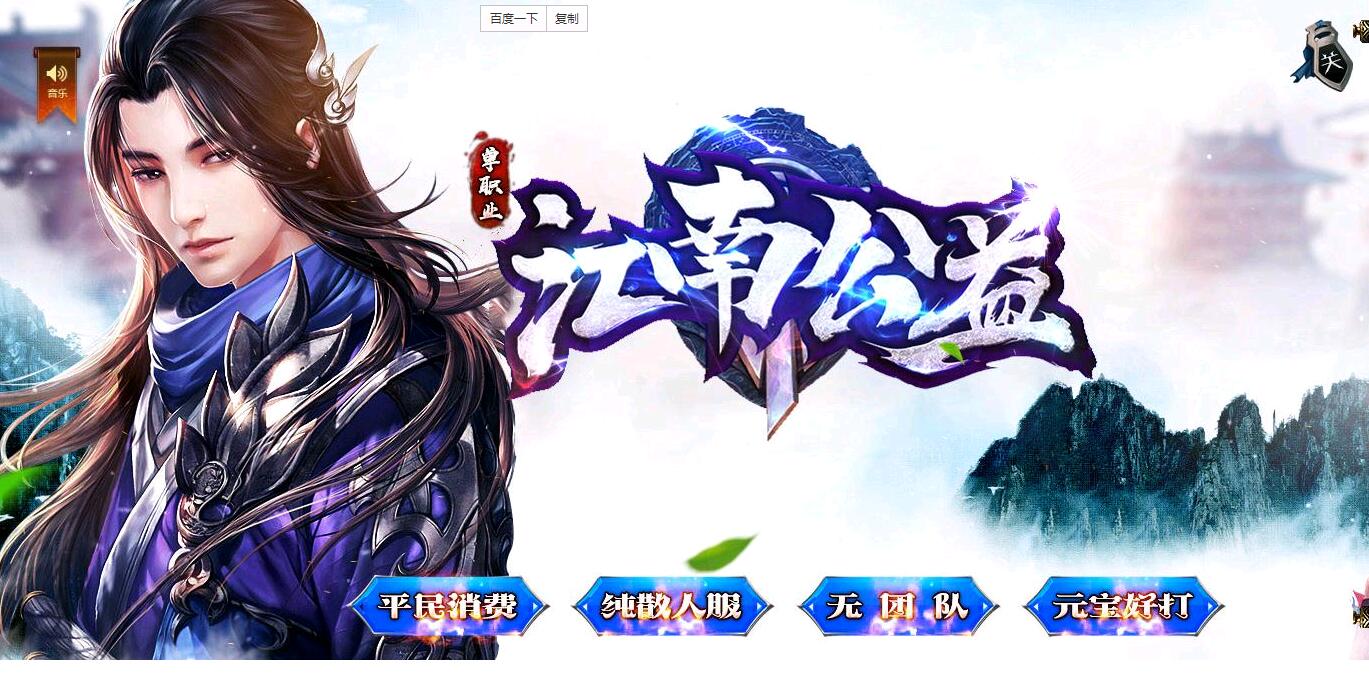 百度一下 复制
音乐
笑
单职业
江南公益
平民消费 纯散人服 无团队 元宝好打